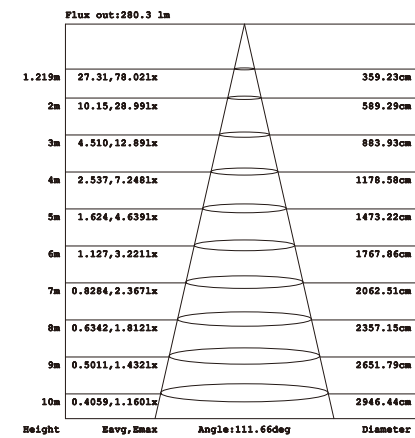 Flux out:280.3 lm
1.219m 27.31,78.02lx 359.23cm
2m 10.15,28.99lx 589.29cm
3m 4.510,12.89lx 883.93cm
4m 2.537,7.248lx 1178.58cm
5m 1.624,4.639lx 1473.22cm
6m 1.127,3.221lx 1767.86cm
7m 0.8284,2.367lx 2062.51cm
8m 0.6342,1.812lx 2357.15cm
9m 0.5011,1.432lx 2651.79cm
10m 0.4059,1.160lx 2946.44cm
Height Eavg,Emax Angle:111.66deg Diameter